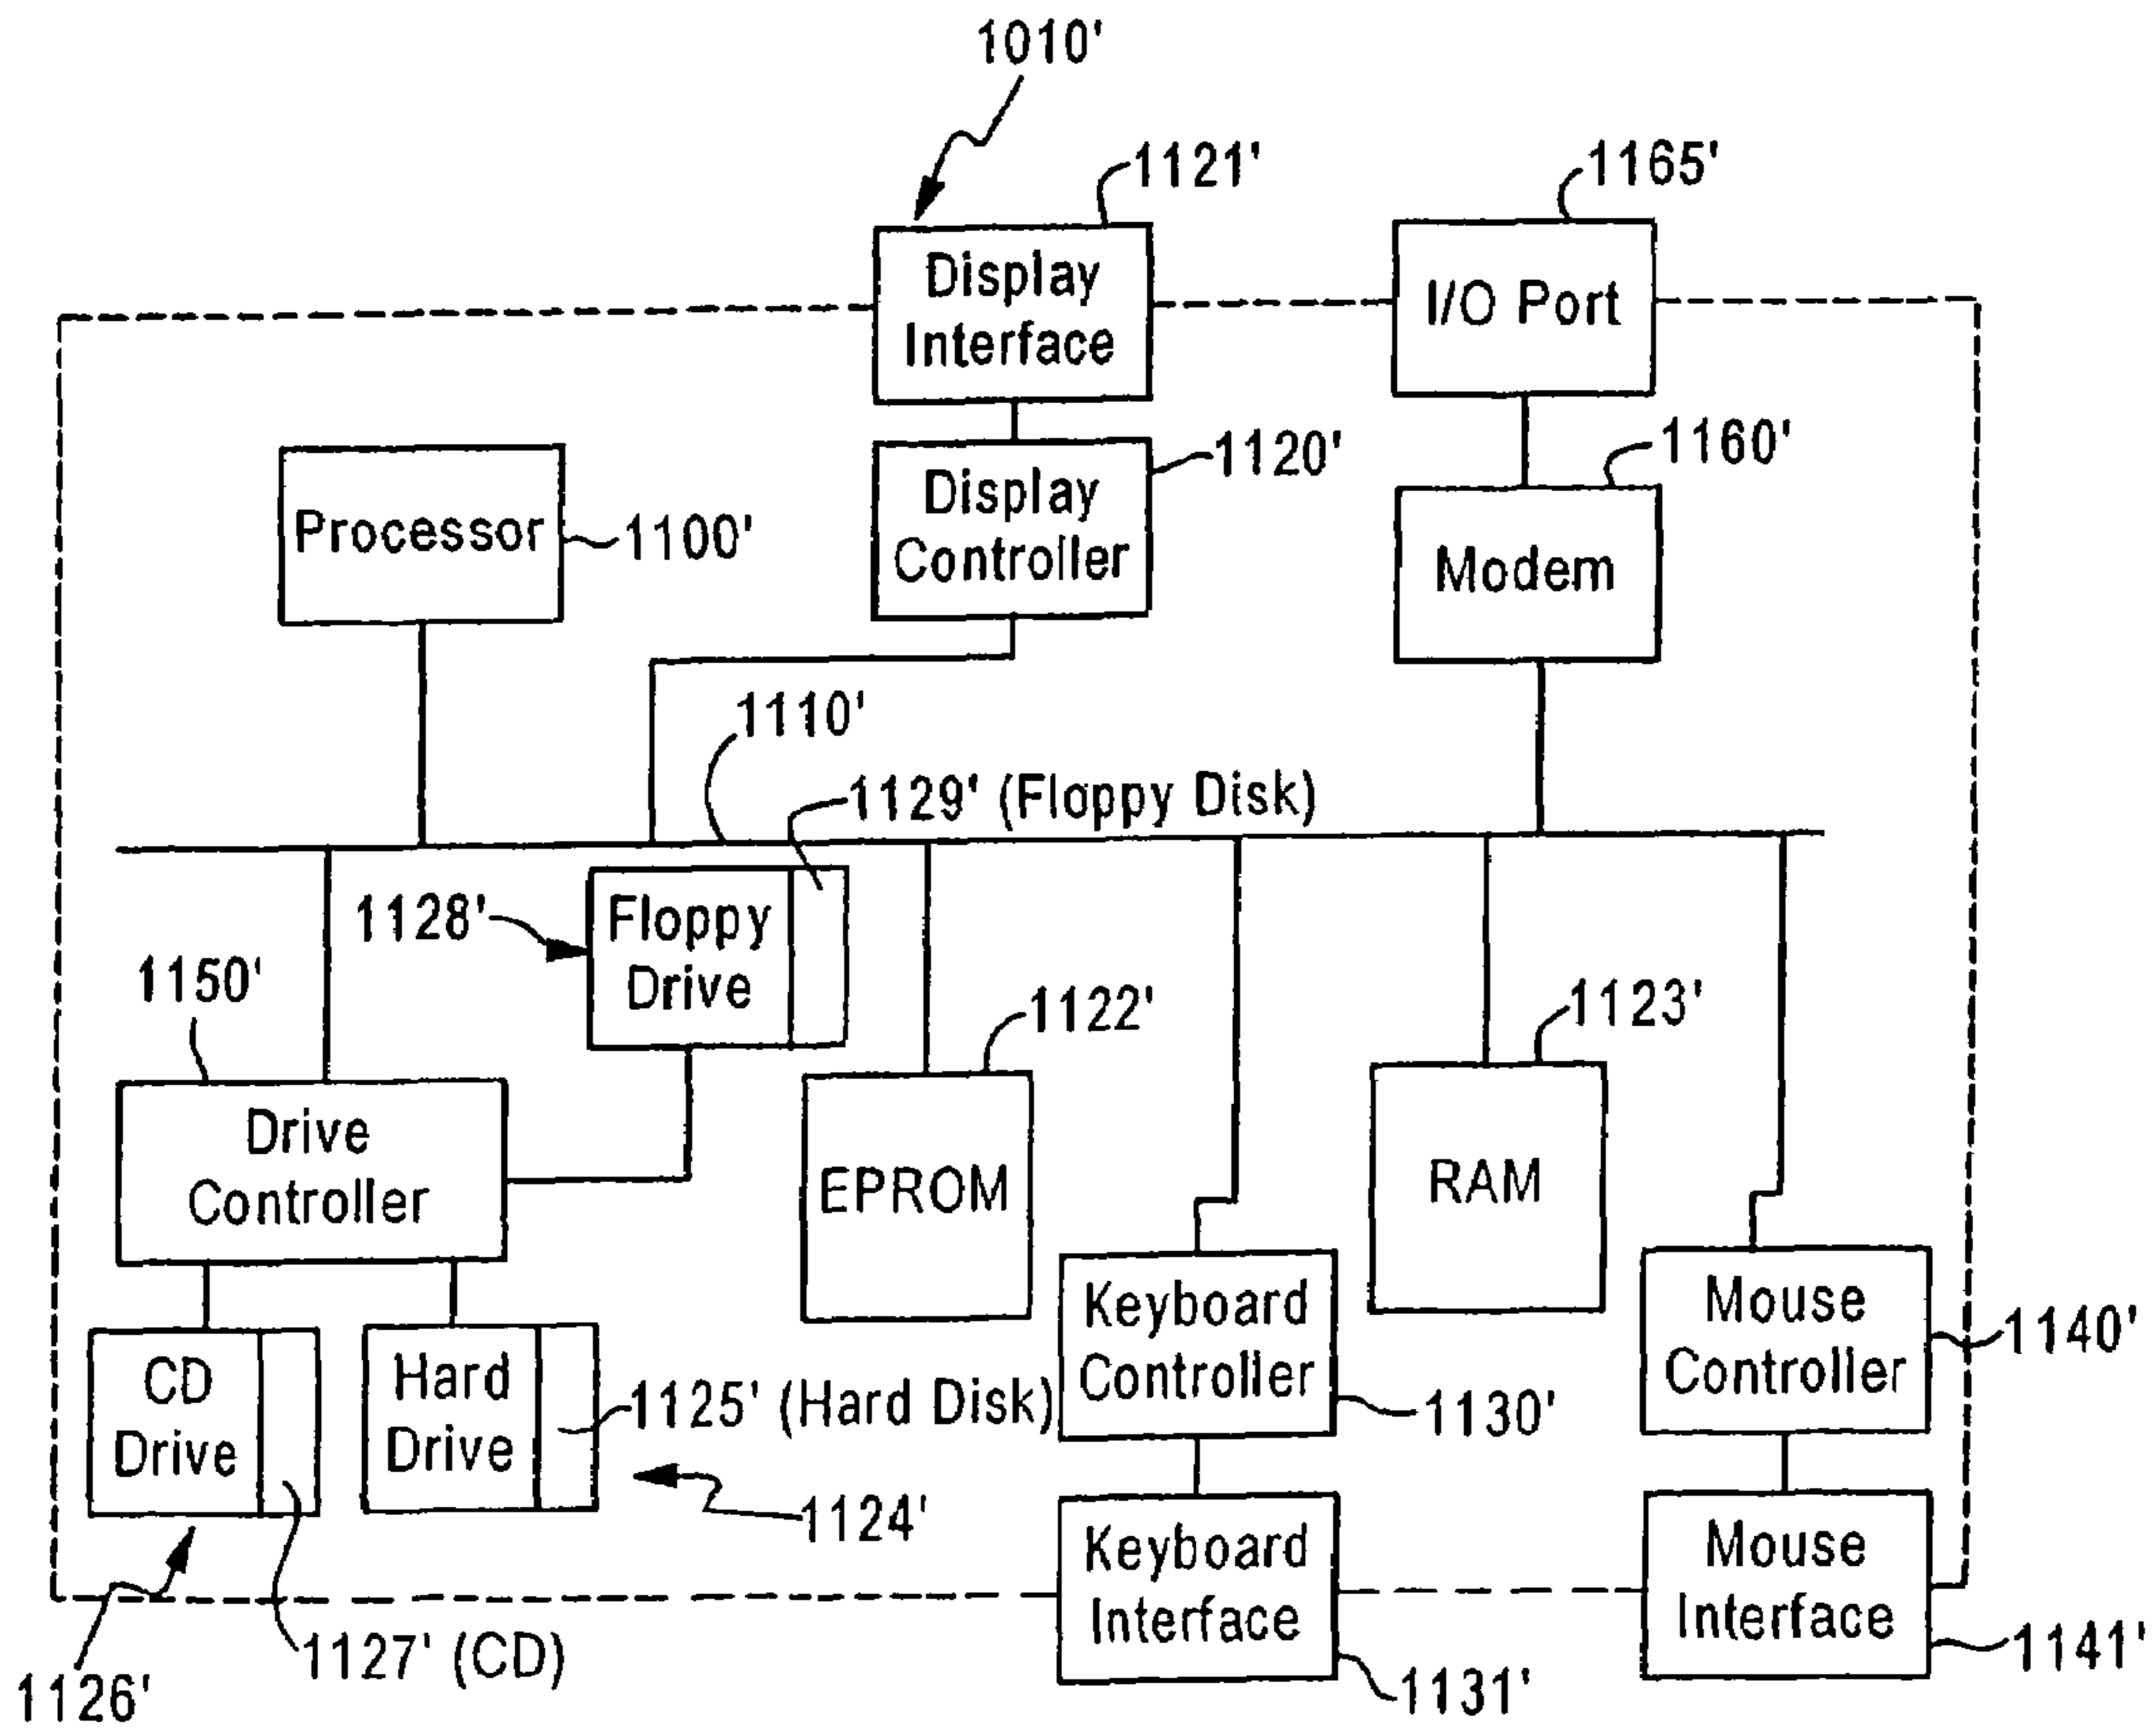 1010'
1121'
1165'
Display
Interface
I/O Port
1120'
1160'
Display
Controller
Processor
1100'
Modem
1110'
1129' (Floppy Disk)
1128'
Floppy
Drive
1150'
1122'
1123'
Drive
Controller
EPROM
RAM
Keyboard
Controller
Mouse
Controller
1140'
CD
Drive
Hard
Drive
1125' (Hard Disk)
1130'
1124'
Keyboard
Interface
Mouse
Interface
1126'
1127' (CD)
1131'
1141'